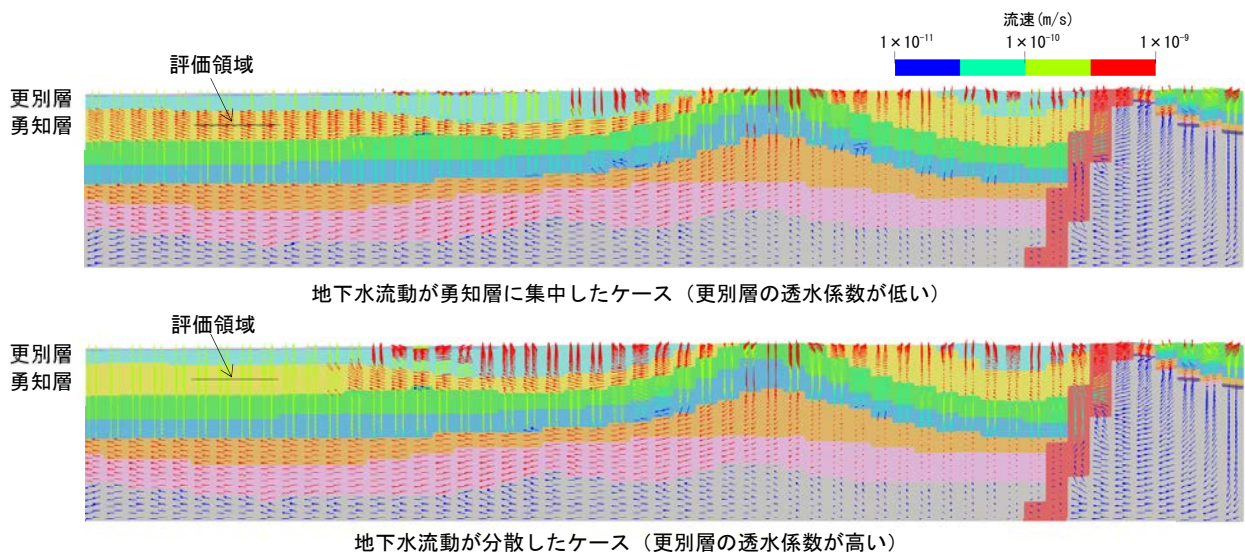 流速(m/s)
1×10⁻¹¹ 1×10⁻¹⁰ 1×10⁻⁹
評価領域
更別層
勇知層
地下水流動が勇知層に集中したケース（更別層の透水係数が低い）
評価領域
更別層
勇知層
地下水流動が分散したケース（更別層の透水係数が高い）